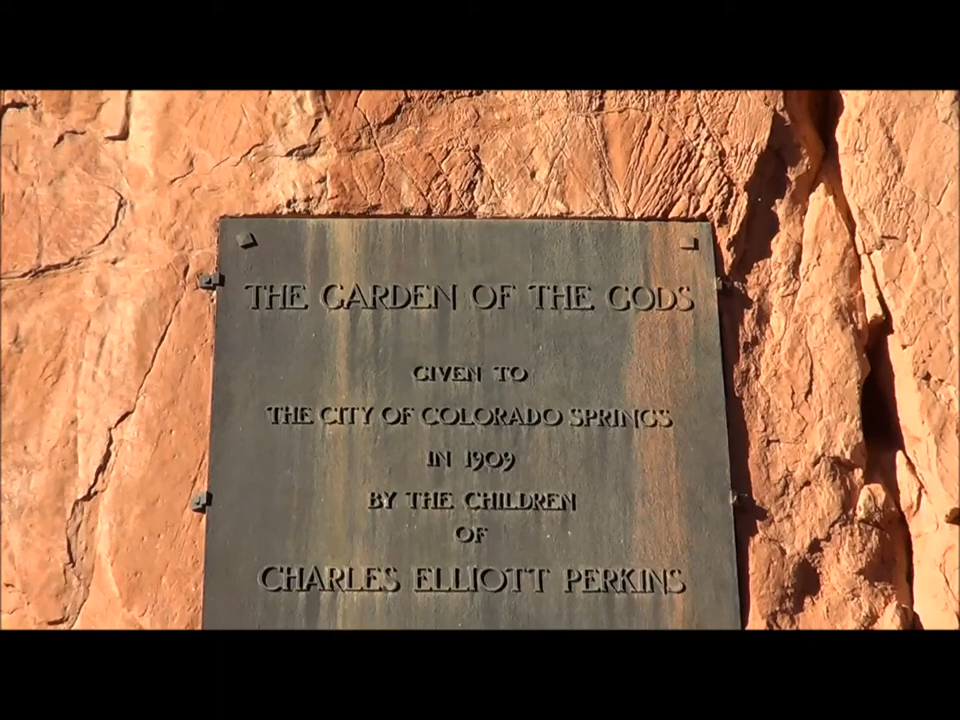 THE GARDEN OF THE GODS
GIVEN TO
THE CITY OF COLORADO SPRINGS
IN 1909
BY THE CHILDREN
OF
CHARLES ELLIOTT PERKINS